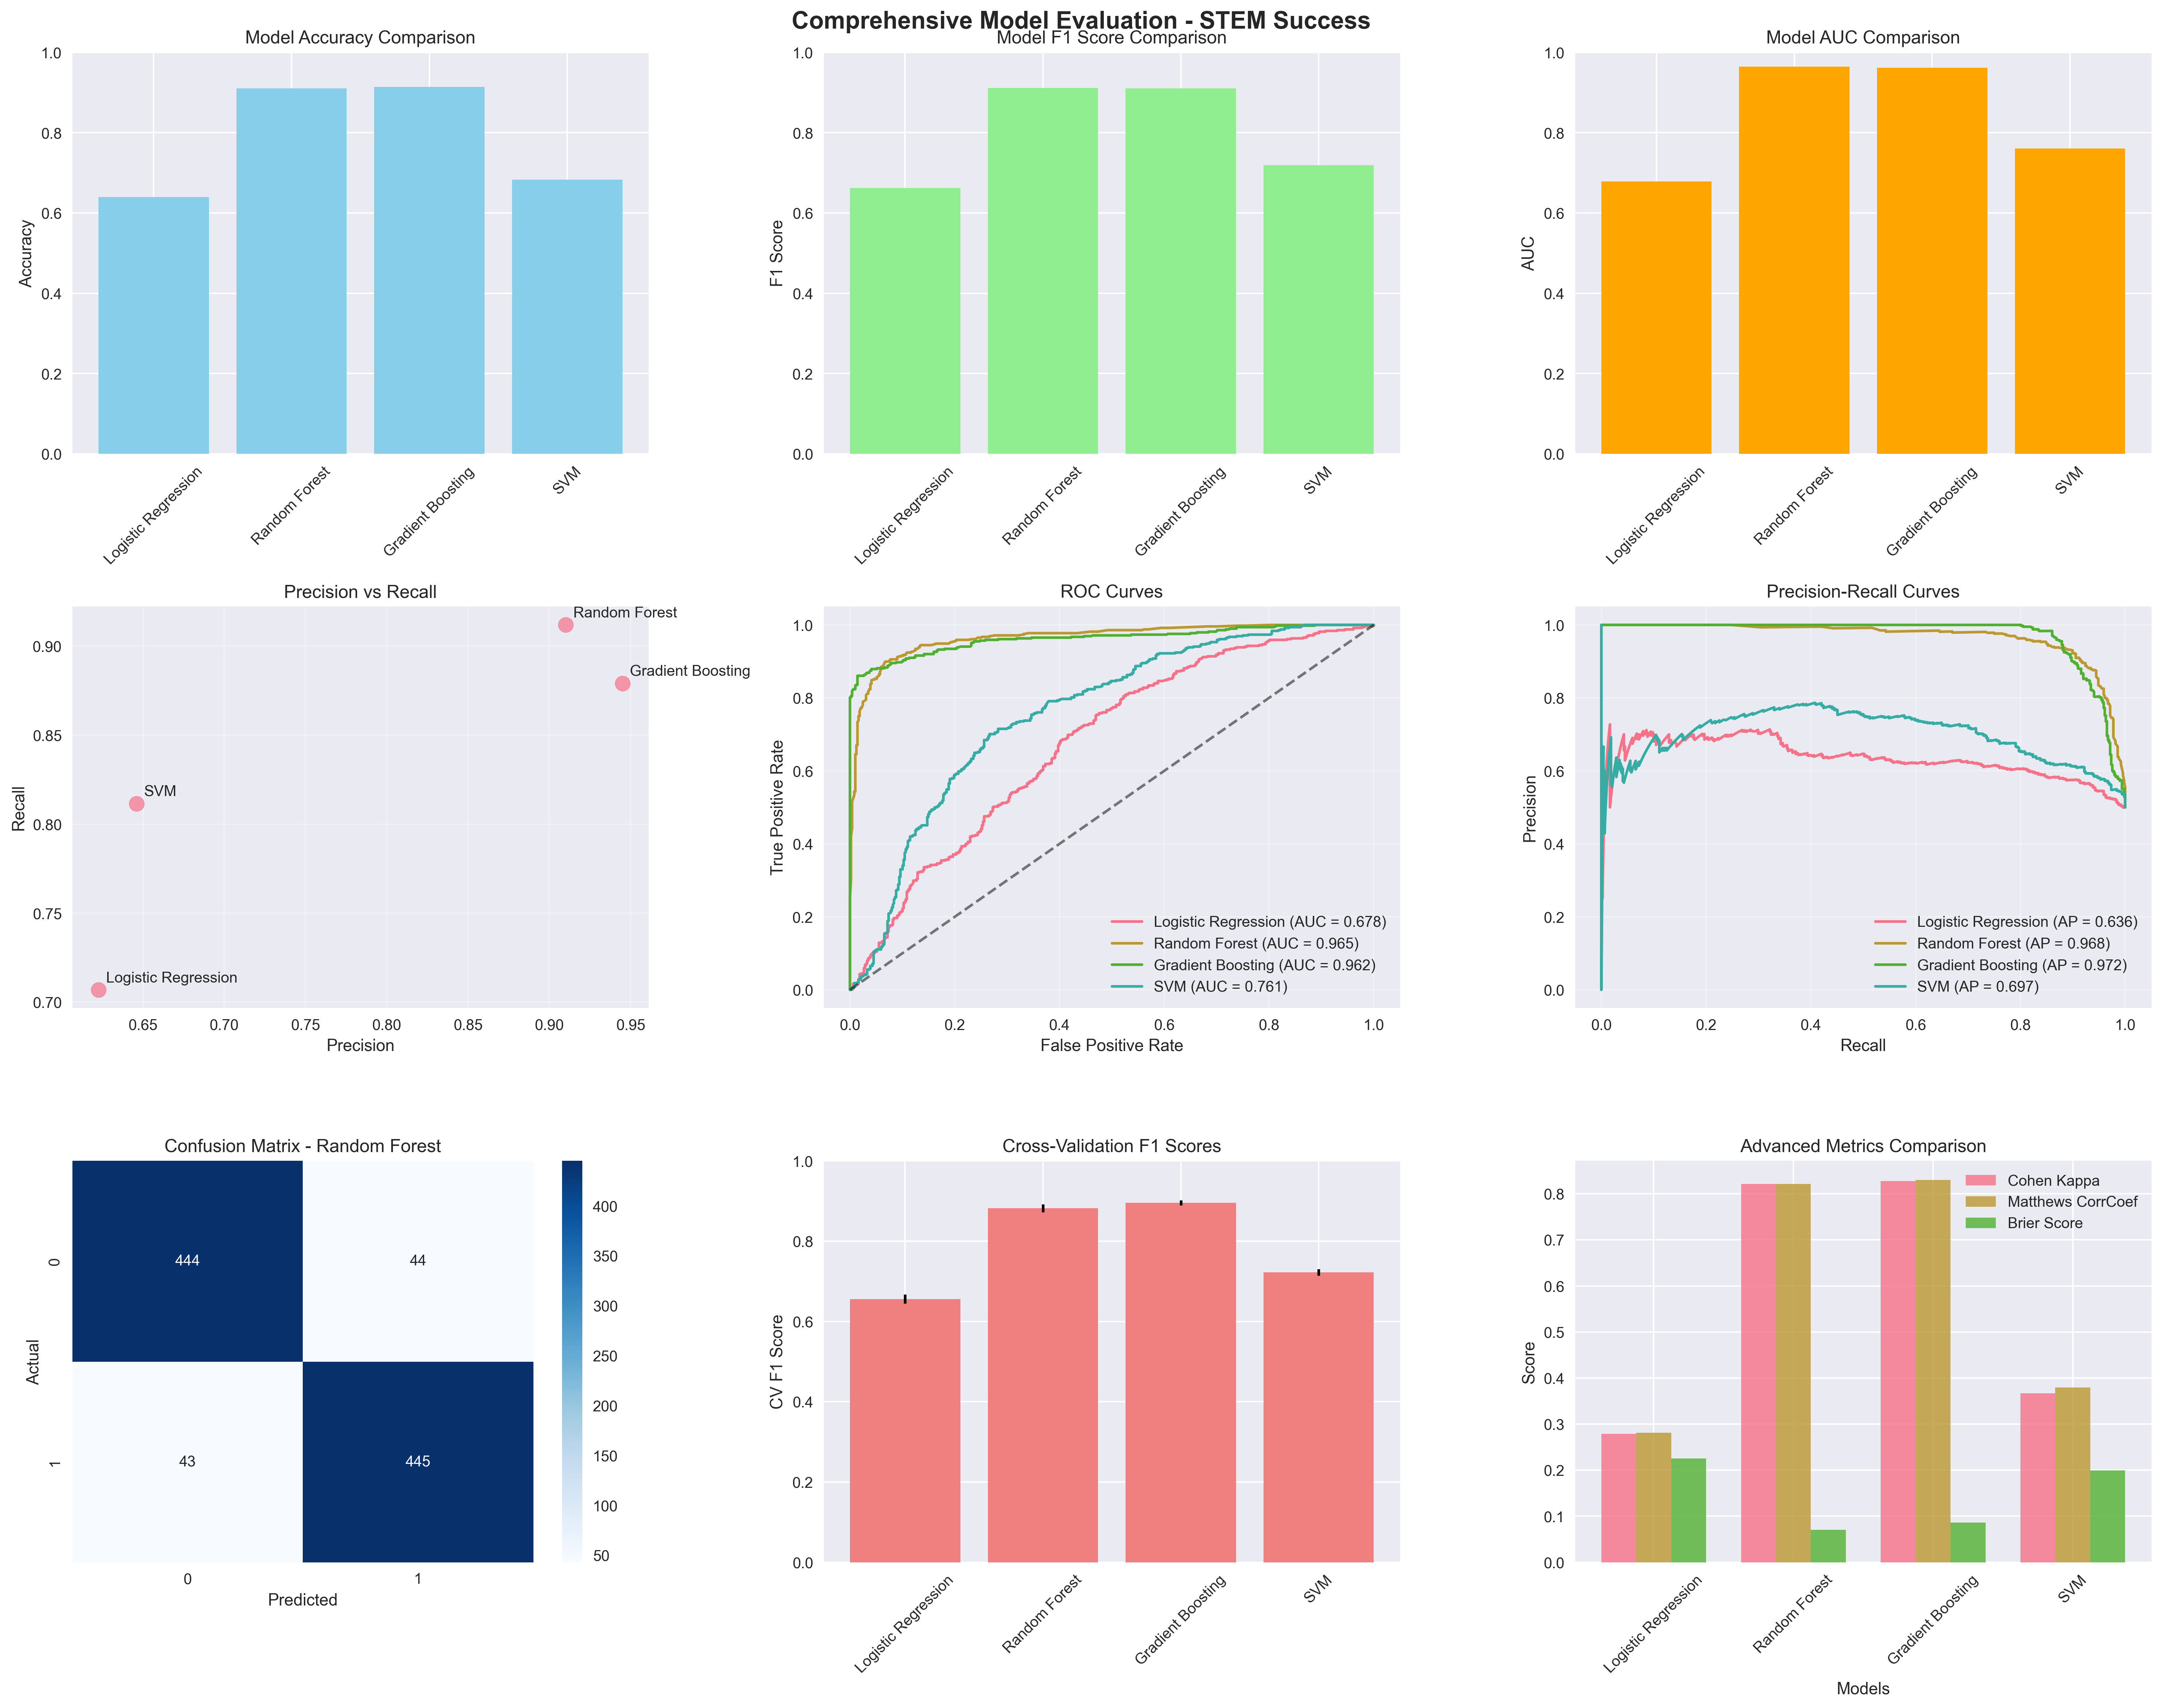 Comprehensive Model Evaluation - STEM Success
Model Accuracy Comparison
1.0
0.8
0.6
0.4
0.2
0.0
Accuracy
Logistic Regression
Random Forest
Gradient Boosting
SVM
Model F1 Score Comparison
1.0
0.8
0.6
0.4
0.2
0.0
F1 Score
Logistic Regression
Random Forest
Gradient Boosting
SVM
Model AUC Comparison
1.0
0.8
0.6
0.4
0.2
0.0
AUC
Logistic Regression
Random Forest
Gradient Boosting
SVM
Precision vs Recall
Random Forest
Gradient Boosting
SVM
Logistic Regression
0.90
0.85
0.80
0.75
0.70
Recall
0.65 0.70 0.75 0.80 0.85 0.90 0.95
Precision
ROC Curves
1.0
0.8
0.6
0.4
0.2
0.0
True Positive Rate
Logistic Regression (AUC = 0.678)
Random Forest (AUC = 0.965)
Gradient Boosting (AUC = 0.962)
SVM (AUC = 0.761)
0.0 0.2 0.4 0.6 0.8 1.0
False Positive Rate
Precision-Recall Curves
1.0
0.8
0.6
0.4
0.2
0.0
Precision
Logistic Regression (AP = 0.636)
Random Forest (AP = 0.968)
Gradient Boosting (AP = 0.972)
SVM (AP = 0.697)
0.0 0.2 0.4 0.6 0.8 1.0
Recall
Confusion Matrix - Random Forest
444 44
43 445
0
1
Actual
0 1
Predicted
400
350
300
250
200
150
100
50
Cross-Validation F1 Scores
1.0
0.8
0.6
0.4
0.2
0.0
CV F1 Score
Logistic Regression
Random Forest
Gradient Boosting
SVM
Advanced Metrics Comparison
Cohen Kappa
Matthews CorrCoef
Brier Score
0.8
0.7
0.6
0.5
0.4
0.3
0.2
0.1
0.0
Score
Logistic Regression
Random Forest
Gradient Boosting
SVM
Models